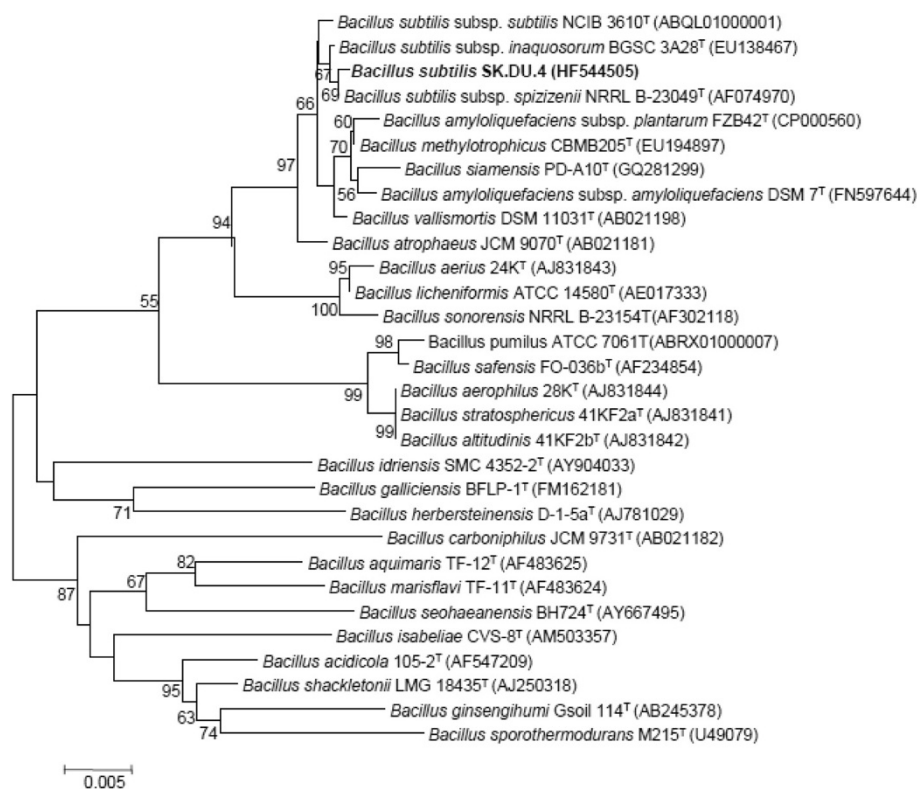 Bacillus subtilis subsp. subtilis NCIB 3610ᵀ (ABQL01000001)
Bacillus subtilis subsp. inaquosorum BGSC 3A28ᵀ (EU138467)
67
Bacillus subtilis SK.DU.4 (HF544505)
69
Bacillus subtilis subsp. spizizenii NRRL B-23049ᵀ (AF074970)
66
60
Bacillus amyloliquefaciens subsp. plantarum FZB42ᵀ (CP000560)
70
Bacillus methylotrophicus CBMB205ᵀ (EU194897)
97
Bacillus siamensis PD-A10ᵀ (GQ281299)
56
Bacillus amyloliquefaciens subsp. amyloliquefaciens DSM 7ᵀ (FN597644)
94
Bacillus vallismortis DSM 11031ᵀ (AB021198)
Bacillus atrophaeus JCM 9070ᵀ (AB021181)
95
Bacillus aerius 24Kᵀ (AJ831843)
55
Bacillus licheniformis ATCC 14580ᵀ (AE017333)
100
Bacillus sonorensis NRRL B-23154T(AF302118)
98
Bacillus pumilus ATCC 7061T(ABRX01000007)
Bacillus safensis FO-036bᵀ (AF234854)
99
Bacillus aerophilus 28Kᵀ (AJ831844)
Bacillus stratosphericus 41KF2aᵀ (AJ831841)
99
Bacillus altitudinis 41KF2bᵀ (AJ831842)
Bacillus idriensis SMC 4352-2ᵀ (AY904033)
Bacillus galliciensis BFLP-1ᵀ (FM162181)
71
Bacillus herbersteinensis D-1-5aᵀ (AJ781029)
Bacillus carboniphilus JCM 9731ᵀ (AB021182)
82
Bacillus aquimaris TF-12ᵀ (AF483625)
87
67
Bacillus marisflavi TF-11ᵀ (AF483624)
Bacillus seohaeanensis BH724ᵀ (AY667495)
Bacillus isabeliae CVS-8ᵀ (AM503357)
Bacillus acidicola 105-2ᵀ (AF547209)
95
Bacillus shackletonii LMG 18435ᵀ (AJ250318)
63
Bacillus ginsengihumi Gsoil 114ᵀ (AB245378)
74
Bacillus sporothermodurans M215ᵀ (U49079)
0.005